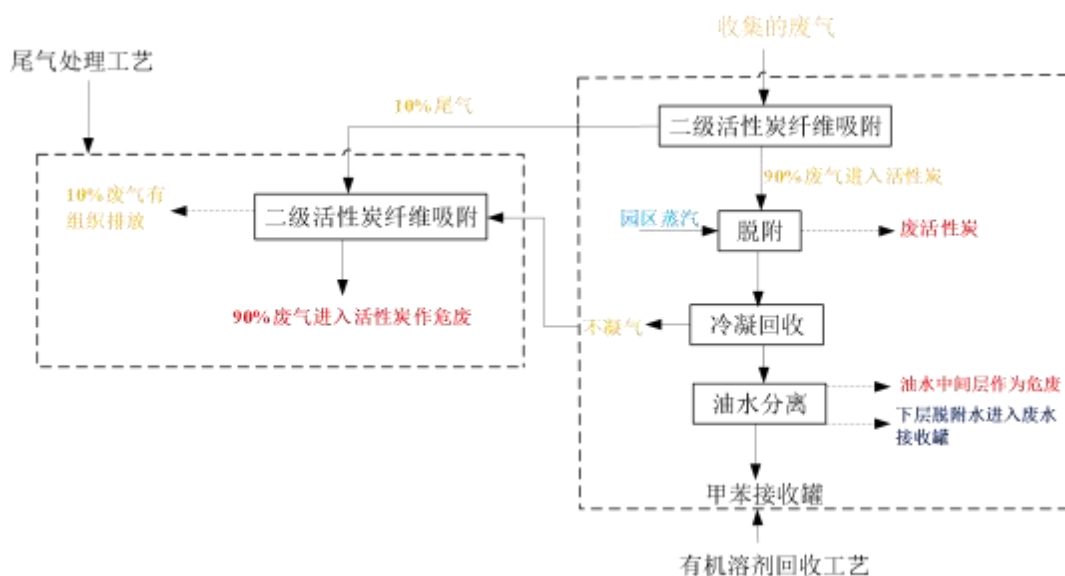 收集的废气
尾气处理工艺
10%尾气
二级活性炭纤维吸附
90%废气进入活性炭
10%废气有
组织排放
二级活性炭纤维吸附
园区蒸汽
脱附
废活性炭
90%废气进入活性炭作危废
不凝气
冷凝回收
油水分离
油水中间层作为危废
下层脱附水进入废水
接收罐
甲苯接收罐
有机溶剂回收工艺